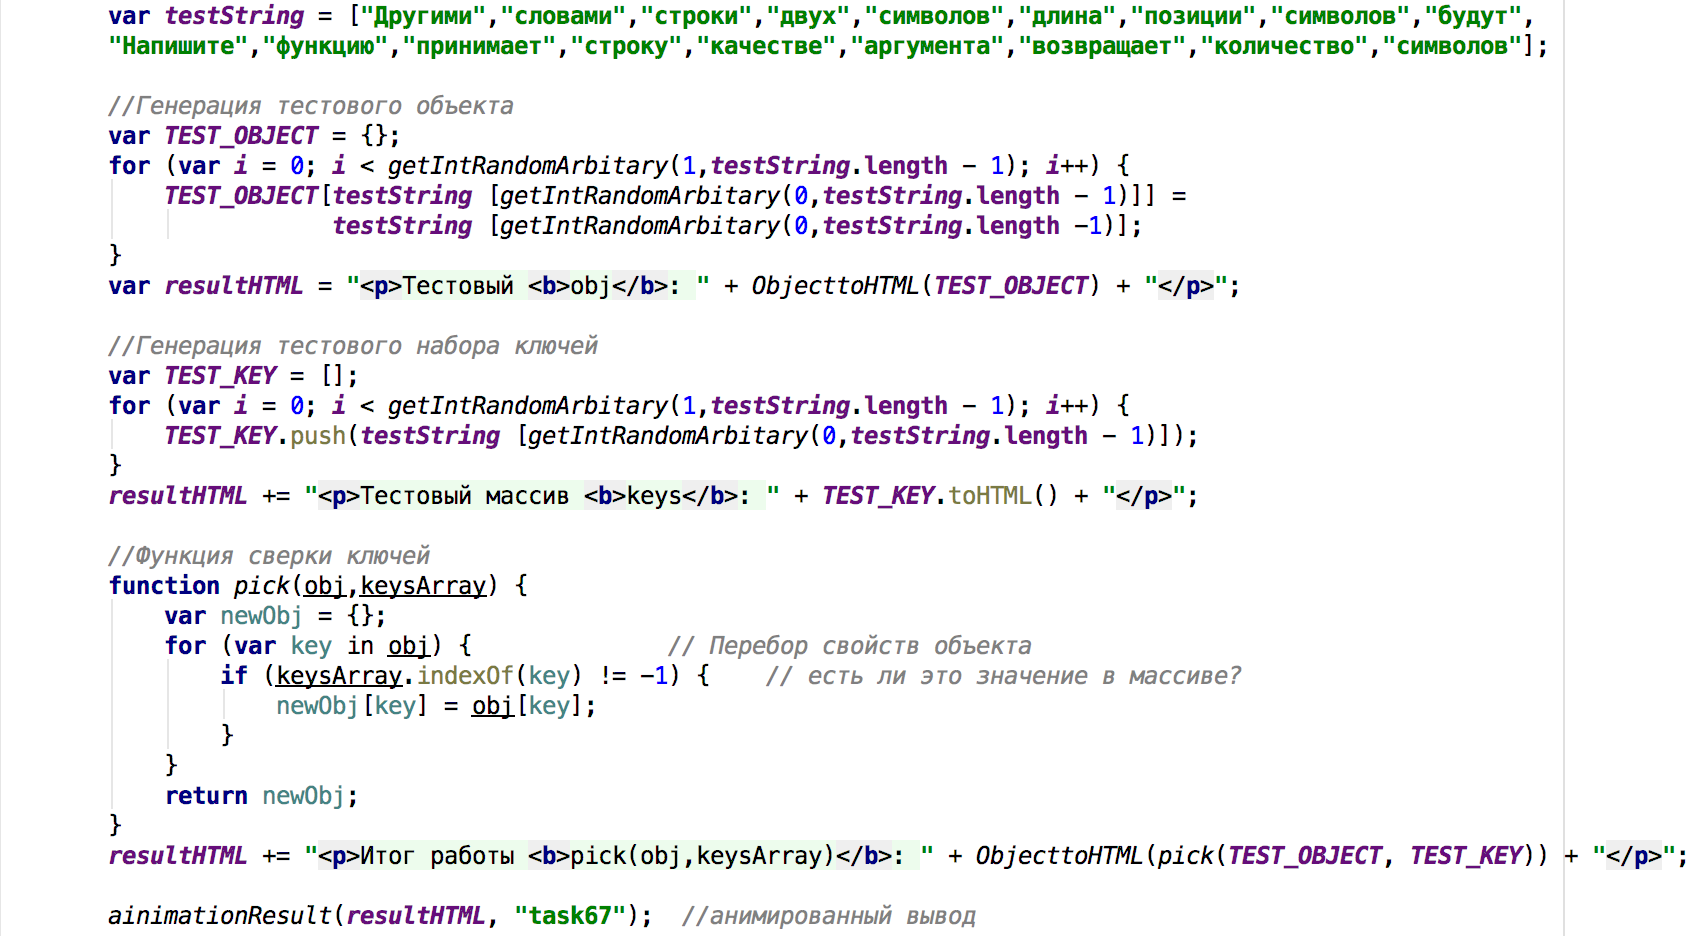 var testString = ["Другими","словами","строки","двух","символов","длина","позиции","символов","будут",
"Напишите","функцию","принимает","строку","качестве","аргумента","возвращает","количество","символов"];
//Генерация тестового объекта
var TEST_OBJECT = {};
for (var i = 0; i < getIntRandomArbitary(1,testString.length - 1); i++) {
TEST_OBJECT[testString [getIntRandomArbitary(0,testString.length - 1)]] =
testString [getIntRandomArbitary(0,testString.length -1)];
}
var resultHTML = "<p>Тестовый <b>obj</b>: " + ObjecttoHTML(TEST_OBJECT) + "</p>";
//Генерация тестового набора ключей
var TEST_KEY = [];
for (var i = 0; i < getIntRandomArbitary(1,testString.length - 1); i++) {
TEST_KEY.push(testString [getIntRandomArbitary(0,testString.length - 1)]);
}
resultHTML += "<p>Тестовый массив <b>keys</b>: " + TEST_KEY.toHTML() + "</p>";
//Функция сверки ключей
function pick(obj,keysArray) {
var newObj = {};
for (var key in obj) { // Перебор свойств объекта
if (keysArray.indexOf(key) != -1) { // есть ли это значение в массиве?
newObj[key] = obj[key];
}
}
return newObj;
}
resultHTML += "<p>Итог работы <b>pick(obj,keysArray)</b>: " + ObjecttoHTML(pick(TEST_OBJECT, TEST_KEY)) + "</p>";
ainimationResult(resultHTML, "task67"); //анимированный вывод